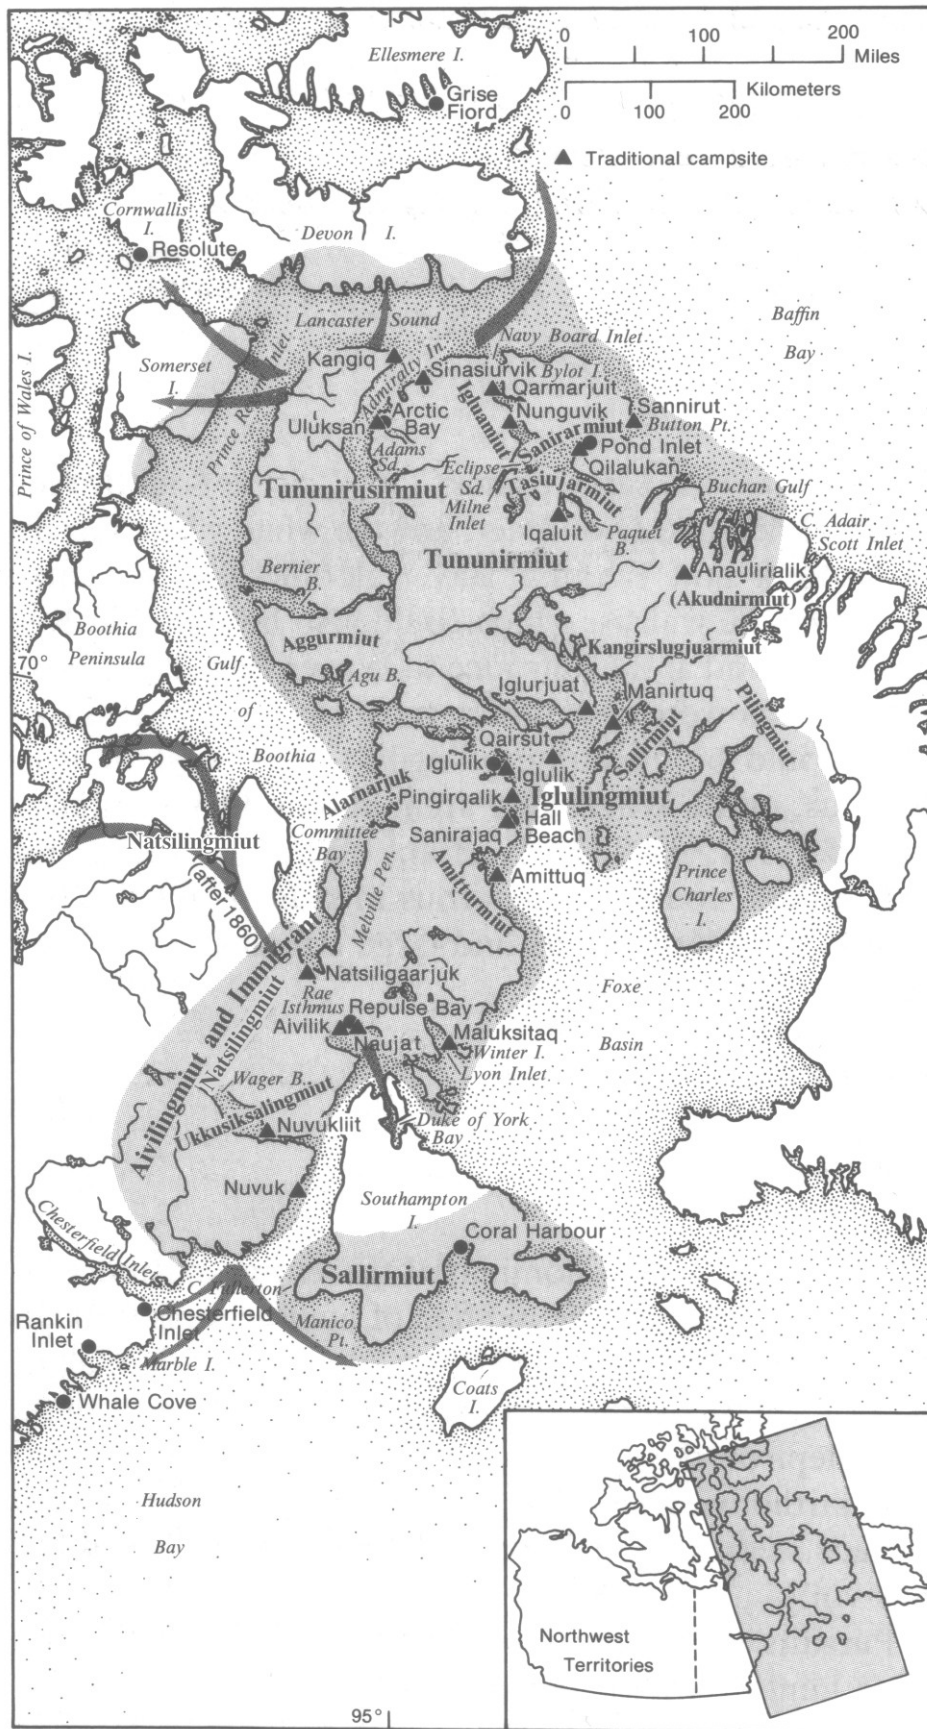 Ellesmere I.
0 100 200
Miles
Kilometers
0 100 200
Grise
Fiord
▲ Traditional campsite
Cornwallis
I.
Resolute
Devon I.
Lancaster Sound
Navy Board Inlet
Baffin
Bay
Prince of Wales I.
Somerset
I.
Prince Regent Inlet
Kangiq
Admiralty In.
Sinasiurvik
Bylot I.
Qarmarjuit
Igluamiut
Nunguvik
Sannirut
Button Pt.
Uluksan
Arctic
Bay
Adams
Sd.
Sanirarmiut
Pond Inlet
Qilalukan
Eclipse
Sd.
Tasiujarmiut
Milne
Inlet
Buchan Gulf
Tununirusirmiut
Iqaluit
Paquet
B.
C. Adair
Scott Inlet
Tununirmiut
Bernier
B.
Anaulirialik
(Akudnirmiut)
Boothia
Peninsula
70°
Aggurmiut
Kangirslugjuarmiut
Gulf
of
Boothia
Agu B.
Iglurjuat
Manirtuq
Pilingmiut
Sallirmiut
Qairsut
Iglulik
Iglulik
Alarnarjuk
Pingirqalik
Iglulingmiut
Hall
Beach
Sanirajaq
Natsilingmiut
(after 1860)
Committee
Bay
Melville Pen.
Amitturmiut
Amittuq
Prince
Charles
I.
Aivilingmiut and Immigrant
Natsilingmiut
Natsiligaarjuk
Rae
Isthmus
Repulse Bay
Aivilik
Naujat
Maluksitaq
Winter I.
Lyon Inlet
Foxe
Basin
Wager B.
Ukkusiksalingmiut
Nuvukliit
Duke of York
Bay
Nuvuk
Southampton
I.
Coral Harbour
Chesterfield Inlet
Sallirmiut
C. Fullerton
Chesterfield
Inlet
Manico
Pt.
Rankin
Inlet
Marble I.
Whale Cove
Coats
I.
Hudson
Bay
Northwest
Territories
95°